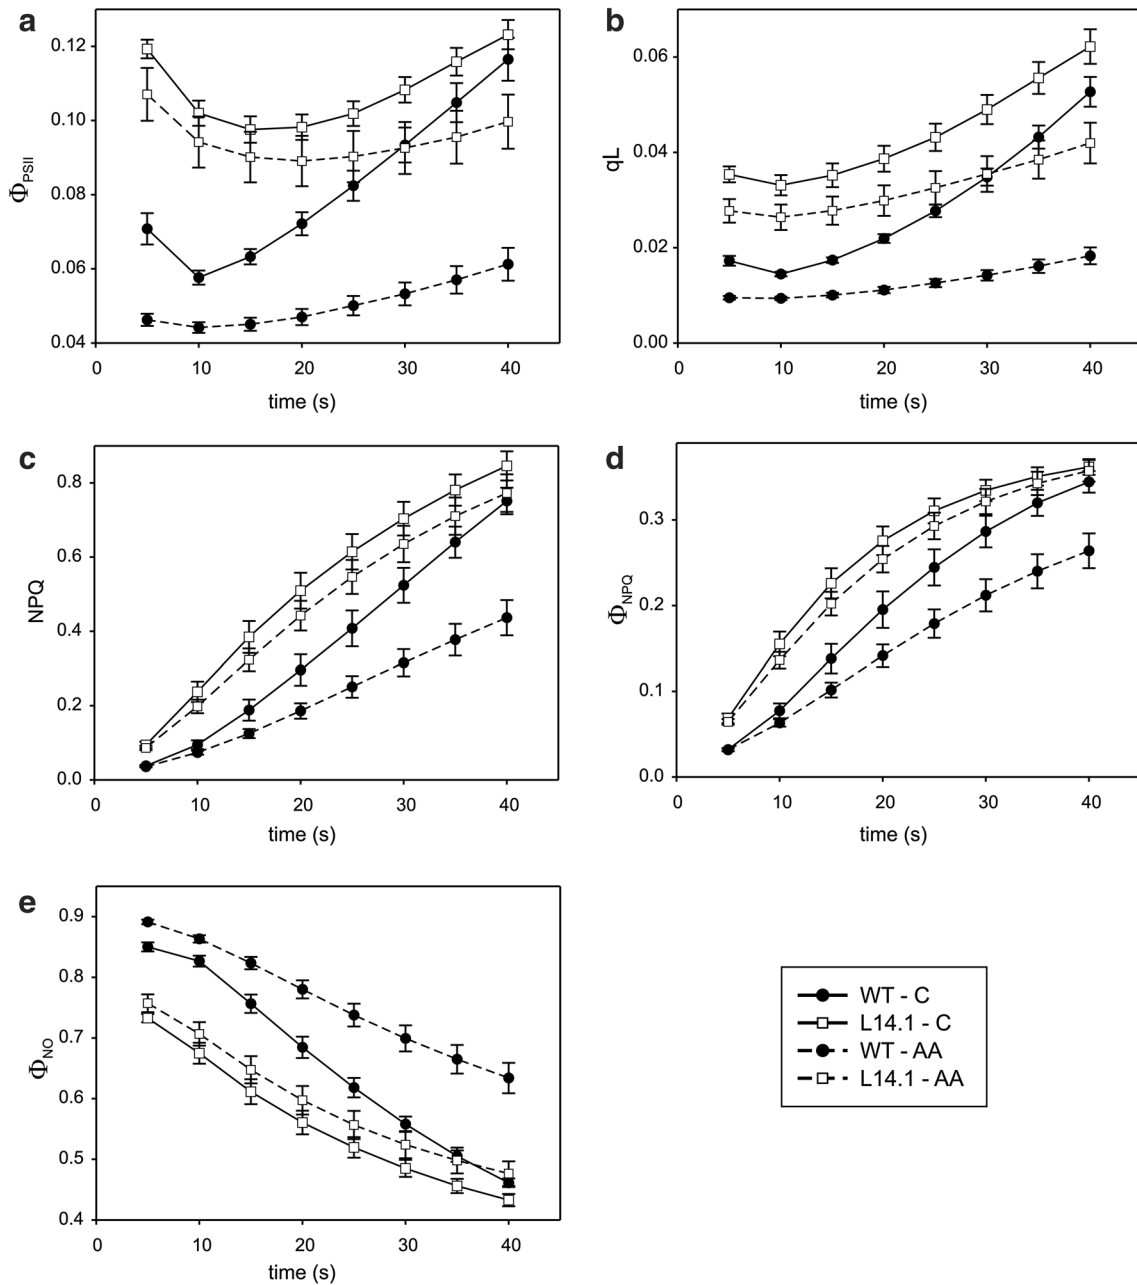 a
0.12
0.10
0.08
0.06
0.04
ΦPSII
0 10 20 30 40
time (s)
b
0.06
0.04
0.02
0.00
qL
0 10 20 30 40
time (s)
c
0.8
0.6
0.4
0.2
0.0
NPQ
0 10 20 30 40
time (s)
d
0.3
0.2
0.1
0.0
ΦNPQ
0 10 20 30 40
time (s)
e
0.9
0.8
0.7
0.6
0.5
0.4
ΦNO
0 10 20 30 40
time (s)
WT - C
L14.1 - C
WT - AA
L14.1 - AA